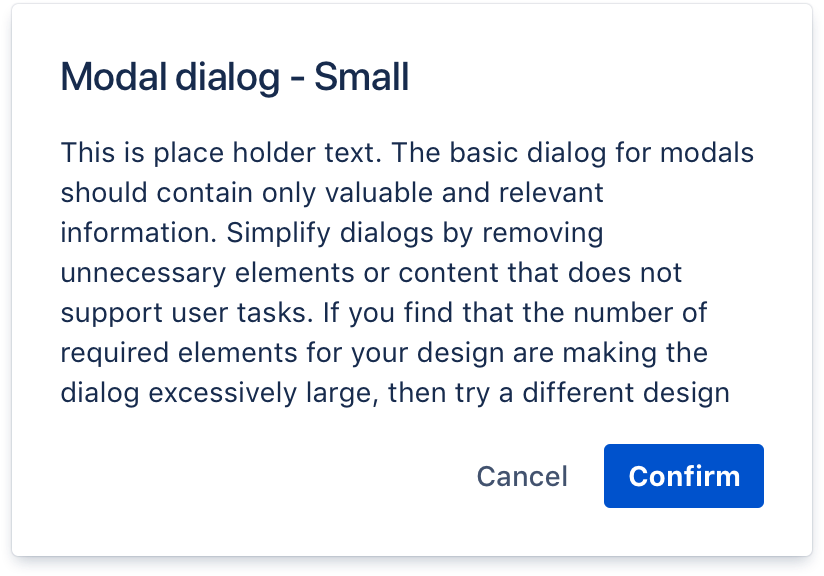 Modal dialog - Small
This is place holder text. The basic dialog for modals
should contain only valuable and relevant
information. Simplify dialogs by removing
unnecessary elements or content that does not
support user tasks. If you find that the number of
required elements for your design are making the
dialog excessively large, then try a different design
Cancel
Confirm